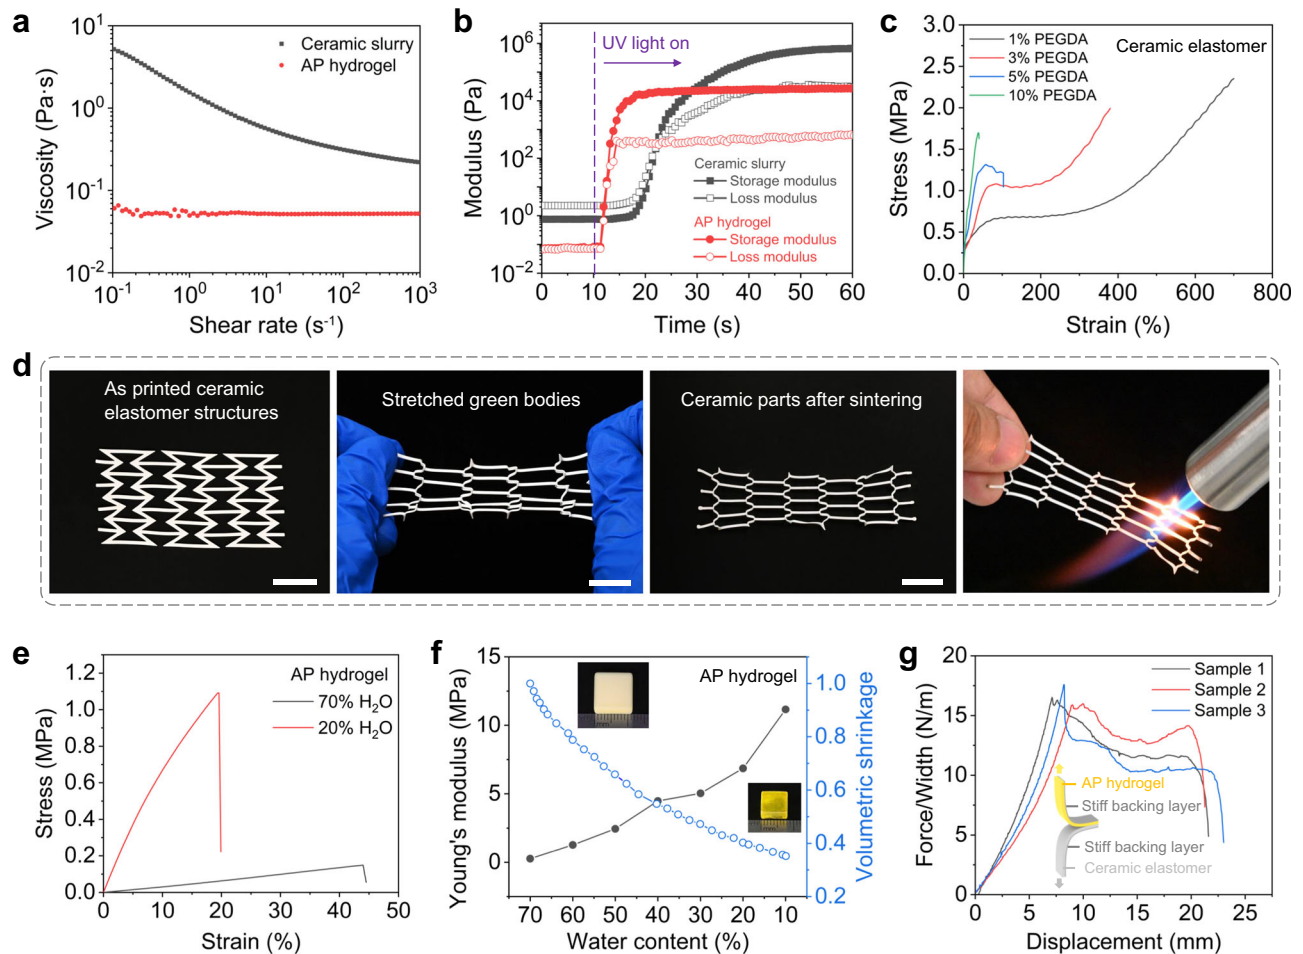 a
10¹
10⁰
10⁻¹
10⁻²
Viscosity (Pa·s)
Ceramic slurry
AP hydrogel
10⁻¹
10⁰
10¹
10²
10³
Shear rate (s⁻¹)
b
UV light on
10⁶
10⁴
10²
10⁰
10⁻²
Modulus (Pa)
Ceramic slurry
Storage modulus
Loss modulus
AP hydrogel
Storage modulus
Loss modulus
0 10 20 30 40 50 60
Time (s)
c
3.0
2.5
2.0
1.5
1.0
0.5
0.0
Stress (MPa)
1% PEGDA
3% PEGDA
5% PEGDA
10% PEGDA
Ceramic elastomer
0 200 400 600 800
Strain (%)
d
As printed ceramic
elastomer structures
Stretched green bodies
Ceramic parts after sintering
e
1.2
1.0
0.8
0.6
0.4
0.2
0.0
Stress (MPa)
AP hydrogel
70% H₂O
20% H₂O
0 10 20 30 40 50
Strain (%)
f
15
10
5
0
Young's modulus (MPa)
AP hydrogel
1.0
0.8
0.6
0.4
0.2
Volumetric shrinkage
70 60 50 40 30 20 10
Water content (%)
g
20
15
10
5
0
Force/Width (N/m)
Sample 1
Sample 2
Sample 3
AP hydrogel
Stiff backing layer
Stiff backing layer
Ceramic elastomer
0 5 10 15 20 25
Displacement (mm)